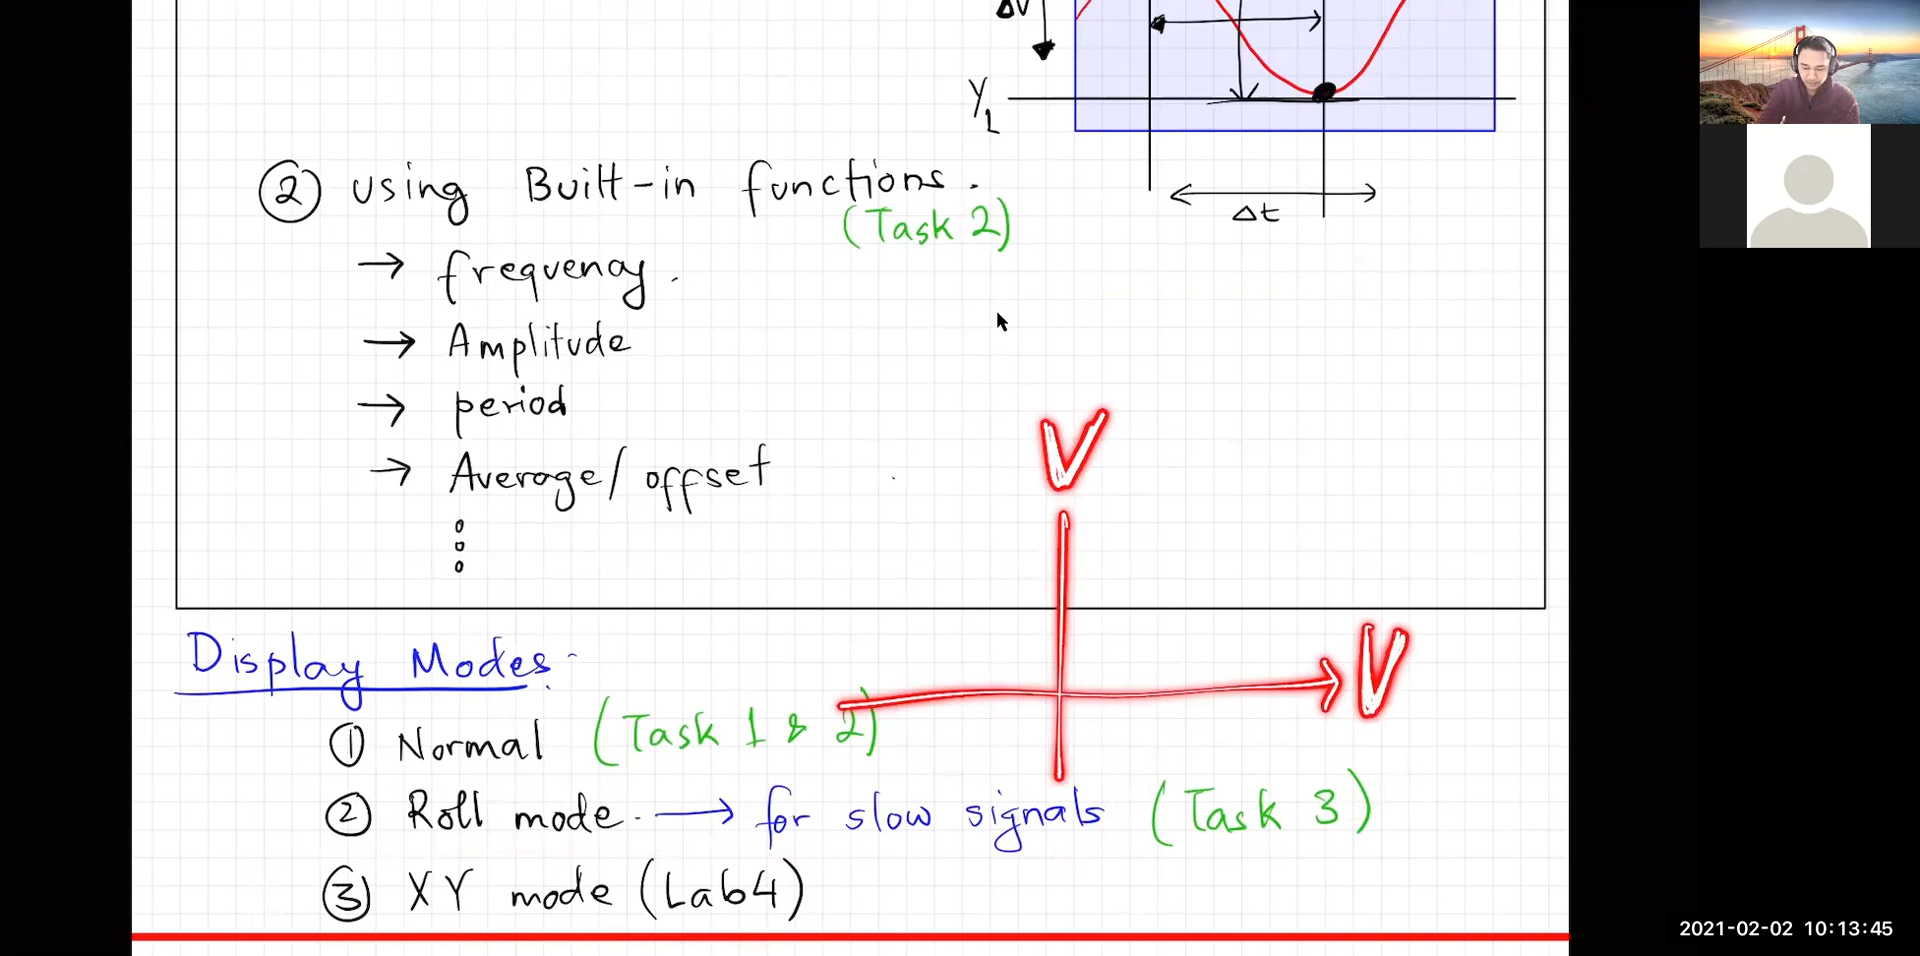 ΔV
Y₁
② using Built-in functions.
(Task 2)
Δt
→ frequency.
→ Amplitude
→ period
→ Average/offset
V
V
Display Modes:
① Normal (Task 1 & 2)
② Roll mode. → for slow signals (Task 3)
③ XY mode (Lab4)
2021-02-02 10:13:45